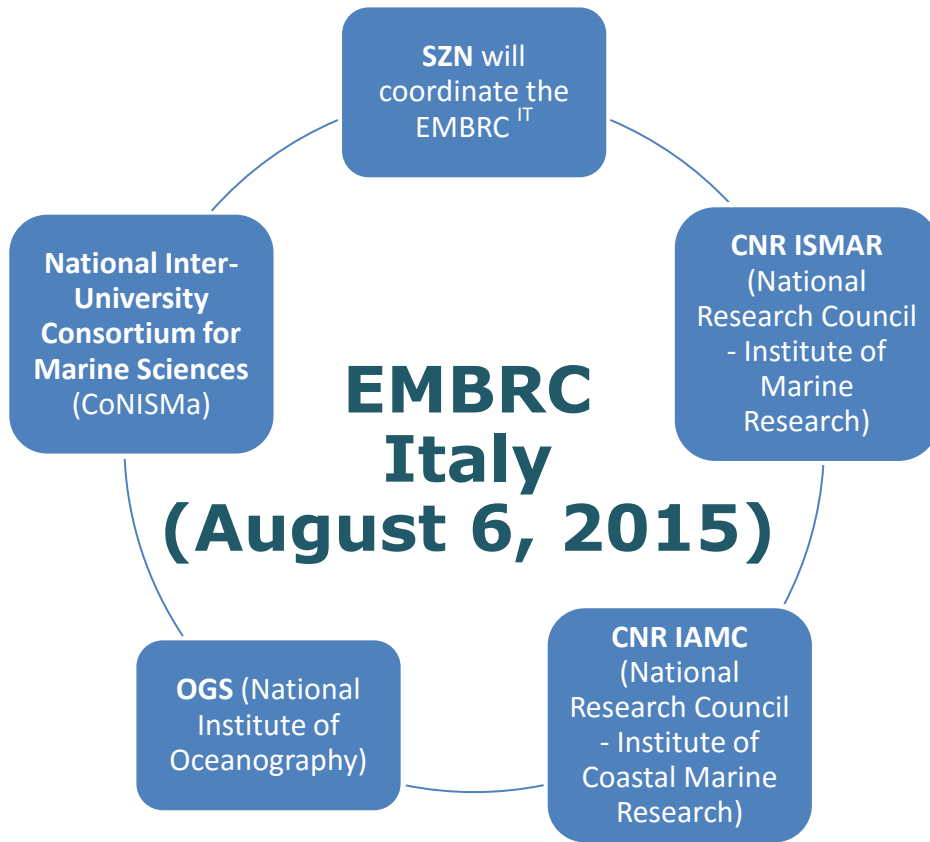 SZN will
coordinate the
EMBRC IT
CNR ISMAR
(National
Research Council
- Institute of
Marine
Research)
CNR IAMC
(National
Research Council
- Institute of
Coastal Marine
Research)
OGS (National
Institute of
Oceanography)
National Inter-
University
Consortium for
Marine Sciences
(CoNISMa)
EMBRC
Italy
(August 6, 2015)